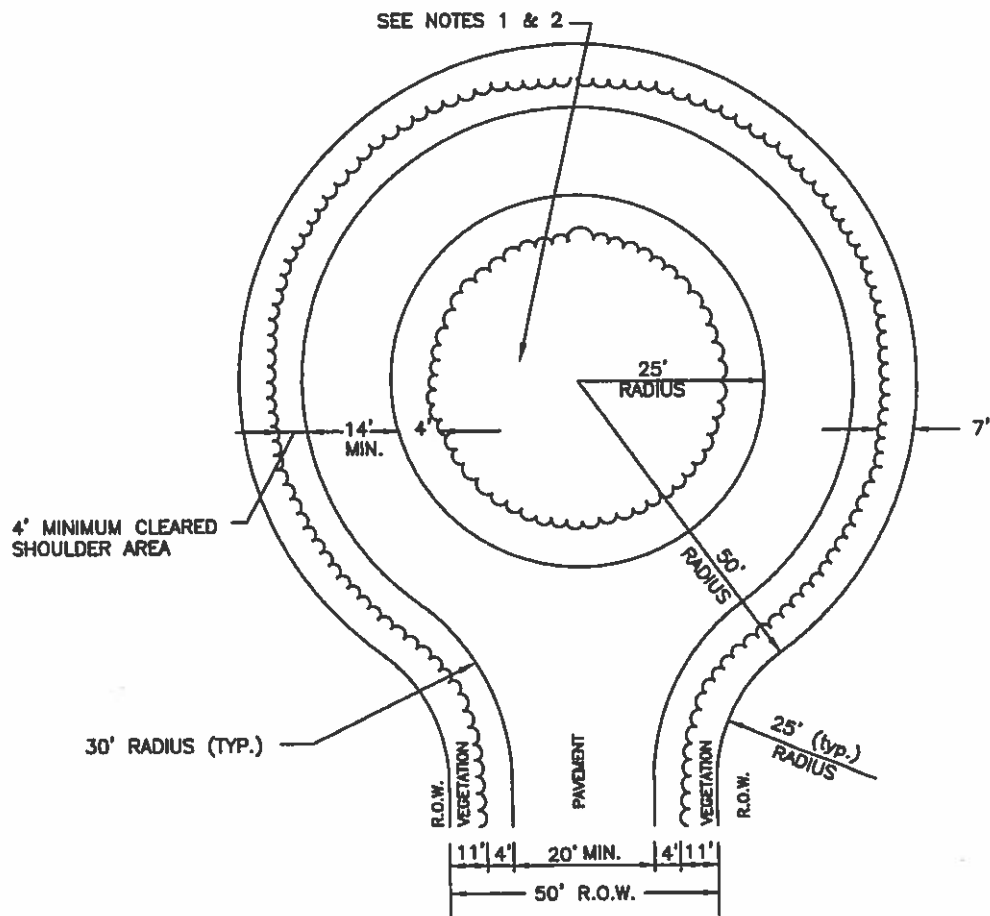 SEE NOTES 1 & 2
25'
RADIUS
14'
MIN.
4'
7'
4' MINIMUM CLEARED
SHOULDER AREA
50'
RADIUS
30' RADIUS (TYP.)
25' (typ.)
RADIUS
R.O.W.
VEGETATION
PAVEMENT
VEGETATION
R.O.W.
11'
4'
20' MIN.
4'
11'
50' R.O.W.